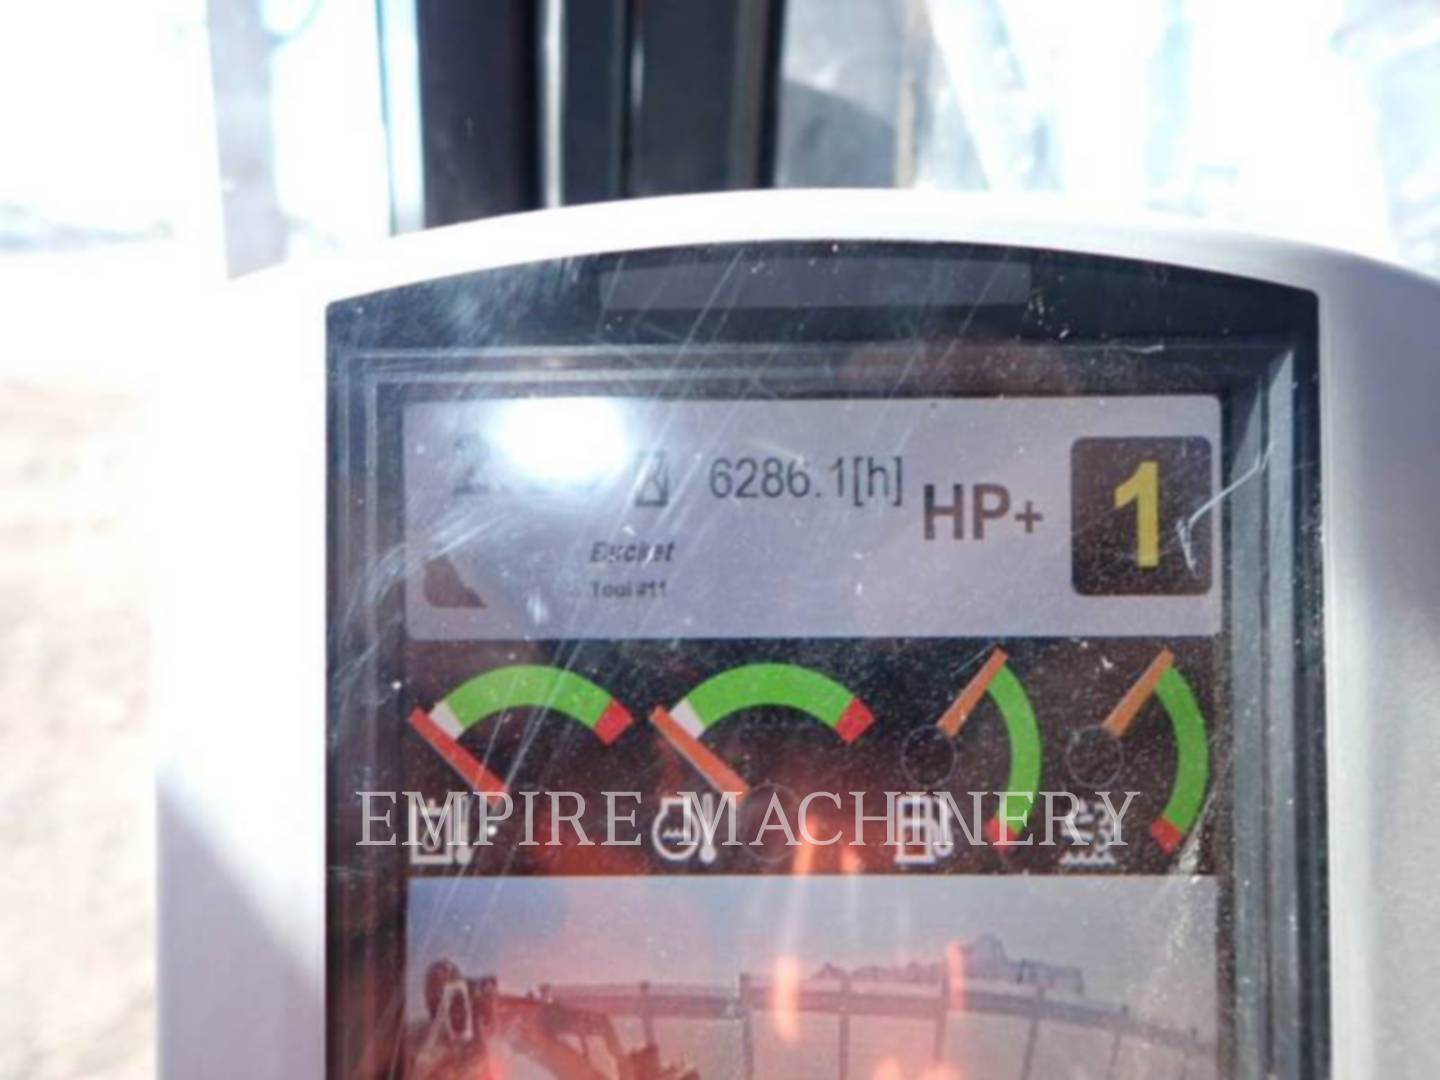 6286.1[h]
HP+
1
Bucket
Tool #11
EMPIRE MACHINERY